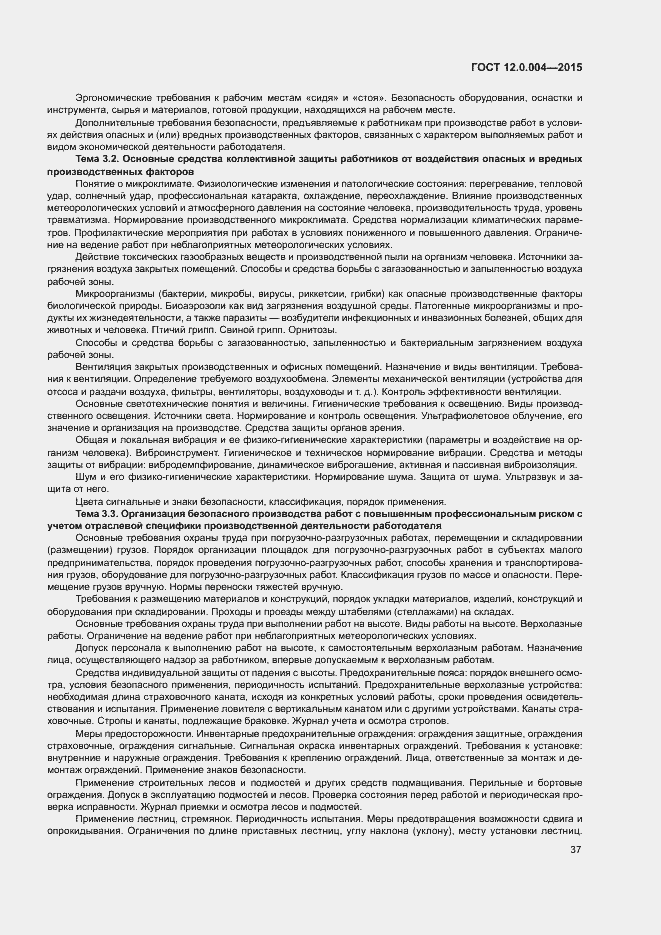 ГОСТ 12.0.004—2015
Эргономические требования к рабочим местам «сидя» и «стоя». Безопасность оборудования, оснастки и
инструмента, сырья и материалов, готовой продукции, находящихся на рабочем месте.
Дополнительные требования безопасности, предъявляемые к работникам при производстве работ в услови-
ях действия опасных и (или) вредных производственных факторов, связанных с характером выполняемых работ и
видом экономической деятельности работодателя.
Тема 3.2. Основные средства коллективной защиты работников от воздействия опасных и вредных
производственных факторов
Понятие о микроклимате. Физиологические изменения и патологические состояния: перегревание, тепловой
удар, солнечный удар, профессиональная катаракта, охлаждение, переохлаждение. Влияние производственных
метеорологических условий и атмосферного давления на состояние человека, производительность труда, уровень
травматизма. Нормирование производственного микроклимата. Средства нормализации климатических параме-
тров. Профилактические мероприятия при работах в условиях пониженного и повышенного давления. Ограниче-
ние на ведение работ при неблагоприятных метеорологических условиях.
Действие токсических газообразных веществ и производственной пыли на организм человека. Источники за-
грязнения воздуха закрытых помещений. Способы и средства борьбы с загазованностью и запыленностью воздуха
рабочей зоны.
Микроорганизмы (бактерии, микробы, вирусы, риккетсии, грибки) как опасные производственные факторы
биологической природы. Биоаэрозоли как вид загрязнения воздушной среды. Патогенные микроорганизмы и про-
дукты их жизнедеятельности, а также паразиты — возбудители инфекционных и инвазионных болезней, общих для
животных и человека. Птичий грипп. Свиной грипп. Орнитозы.
Способы и средства борьбы с загазованностью, запыленностью и бактериальным загрязнением воздуха
рабочей зоны.
Вентиляция закрытых производственных и офисных помещений. Назначение и виды вентиляции. Требова-
ния к вентиляции. Определение требуемого воздухообмена. Элементы механической вентиляции (устройства для
отсоса и раздачи воздуха, фильтры, вентиляторы, воздуховоды и т. д.). Контроль эффективности вентиляции.
Основные светотехнические понятия и величины. Гигиенические требования к освещению. Виды производ-
ственного освещения. Источники света. Нормирование и контроль освещения. Ультрафиолетовое облучение, его
значение и организация на производстве. Средства защиты органов зрения.
Общая и локальная вибрация и ее физико-гигиенические характеристики (параметры и воздействие на ор-
ганизм человека). Виброинструмент. Гигиеническое и техническое нормирование вибрации. Средства и методы
защиты от вибрации: вибродемпфирование, динамическое виброгашение, активная и пассивная виброизоляция.
Шум и его физико-гигиенические характеристики. Нормирование шума. Защита от шума. Ультразвук и за-
щита от него.
Цвета сигнальные и знаки безопасности, классификация, порядок применения.
Тема 3.3. Организация безопасного производства работ с повышенным профессиональным риском с
учетом отраслевой специфики производственной деятельности работодателя
Основные требования охраны труда при погрузочно-разгрузочных работах, перемещении и складировании
(размещении) грузов. Порядок организации площадок для погрузочно-разгрузочных работ в субъектах малого
предпринимательства, порядок проведения погрузочно-разгрузочных работ, способы хранения и транспортирова-
ния грузов, оборудование для погрузочно-разгрузочных работ. Классификация грузов по массе и опасности. Пере-
мещение грузов вручную. Нормы переноски тяжестей вручную.
Требования к размещению материалов и конструкций, порядок укладки материалов, изделий, конструкций и
оборудования при складировании. Проходы и проезды между штабелями (стеллажами) на складах.
Основные требования охраны труда при выполнении работ на высоте. Виды работы на высоте. Верхолазные
работы. Ограничение на ведение работ при неблагоприятных метеорологических условиях.
Допуск персонала к выполнению работ на высоте, к самостоятельным верхолазным работам. Назначение
лица, осуществляющего надзор за работником, впервые допускаемым к верхолазным работам.
Средства индивидуальной защиты от падения с высоты. Предохранительные пояса: порядок внешнего осмо-
тра, условия безопасного применения, периодичность испытаний. Предохранительные верхолазные устройства:
необходимая длина страховочного каната, исходя из конкретных условий работы, сроки проведения освидетель-
ствования и испытания. Применение ловителя с вертикальным канатом или с другими устройствами. Канаты стра-
ховочные. Стропы и канаты, подлежащие браковке. Журнал учета и осмотра стропов.
Меры предосторожности. Инвентарные предохранительные ограждения: ограждения защитные, ограждения
страховочные, ограждения сигнальные. Сигнальная окраска инвентарных ограждений. Требования к установке:
внутренние и наружные ограждения. Требования к креплению ограждений. Лица, ответственные за монтаж и де-
монтаж ограждений. Применение знаков безопасности.
Применение строительных лесов и подмостей и других средств подмащивания. Перильные и бортовые
ограждения. Допуск в эксплуатацию подмостей и лесов. Проверка состояния перед работой и периодическая про-
верка исправности. Журнал приемки и осмотра лесов и подмостей.
Применение лестниц, стремянок. Периодичность испытания. Меры предотвращения возможности сдвига и
опрокидывания. Ограничения по длине приставных лестниц, углу наклона (уклону), месту установки лестниц.
37